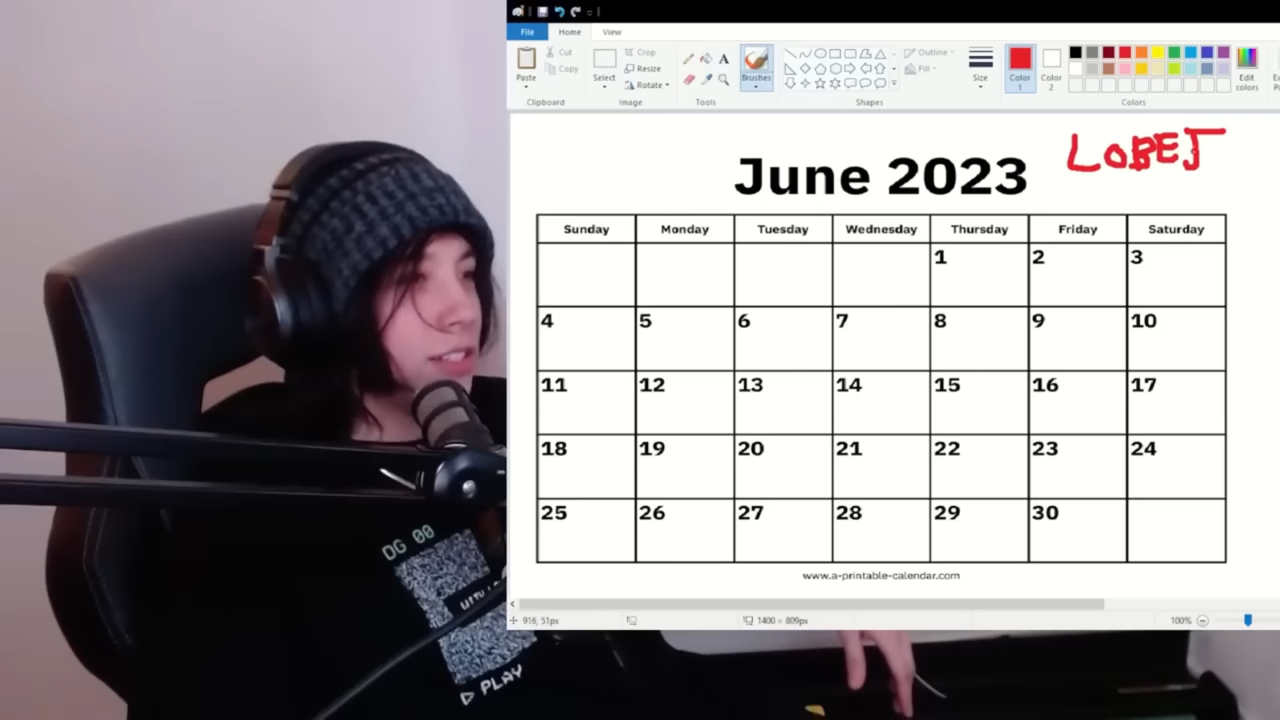 File Home View
Cut
Crop
Outline
Copy
Resize
Fill
Rotate
Paste
Select
Brushes
Size
Color 1
Color 2
Edit colors
Clipboard
Image
Tools
Shapes
Colors
LOBEJ
June 2023
Sunday Monday Tuesday Wednesday Thursday Friday Saturday
1 2 3
4 5 6 7 8 9 10
11 12 13 14 15 16 17
18 19 20 21 22 23 24
25 26 27 28 29 30
www.a-printable-calendar.com
916, 51px
1400 × 809px
100%
DG 00
PLAY